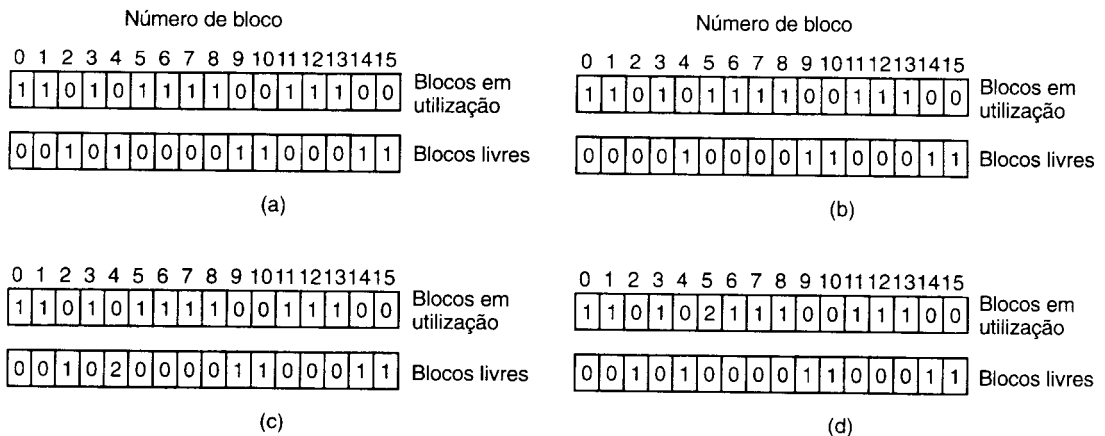 Número de bloco
0 1 2 3 4 5 6 7 8 9 10 11 12 13 14 15
1 1 0 1 0 1 1 1 1 0 0 1 1 1 0 0 Blocos em utilização
0 0 1 0 1 0 0 0 0 1 1 0 0 0 1 1 Blocos livres
(a)
Número de bloco
0 1 2 3 4 5 6 7 8 9 10 11 12 13 14 15
1 1 0 1 0 1 1 1 1 0 0 1 1 1 0 0 Blocos em utilização
0 0 0 0 1 0 0 0 0 1 1 0 0 0 1 1 Blocos livres
(b)
0 1 2 3 4 5 6 7 8 9 10 11 12 13 14 15
1 1 0 1 0 1 1 1 1 0 0 1 1 1 0 0 Blocos em utilização
0 0 1 0 2 0 0 0 0 1 1 0 0 0 1 1 Blocos livres
(c)
0 1 2 3 4 5 6 7 8 9 10 11 12 13 14 15
1 1 0 1 0 2 1 1 1 0 0 1 1 1 0 0 Blocos em utilização
0 0 1 0 1 0 0 0 0 1 1 0 0 0 1 1 Blocos livres
(d)